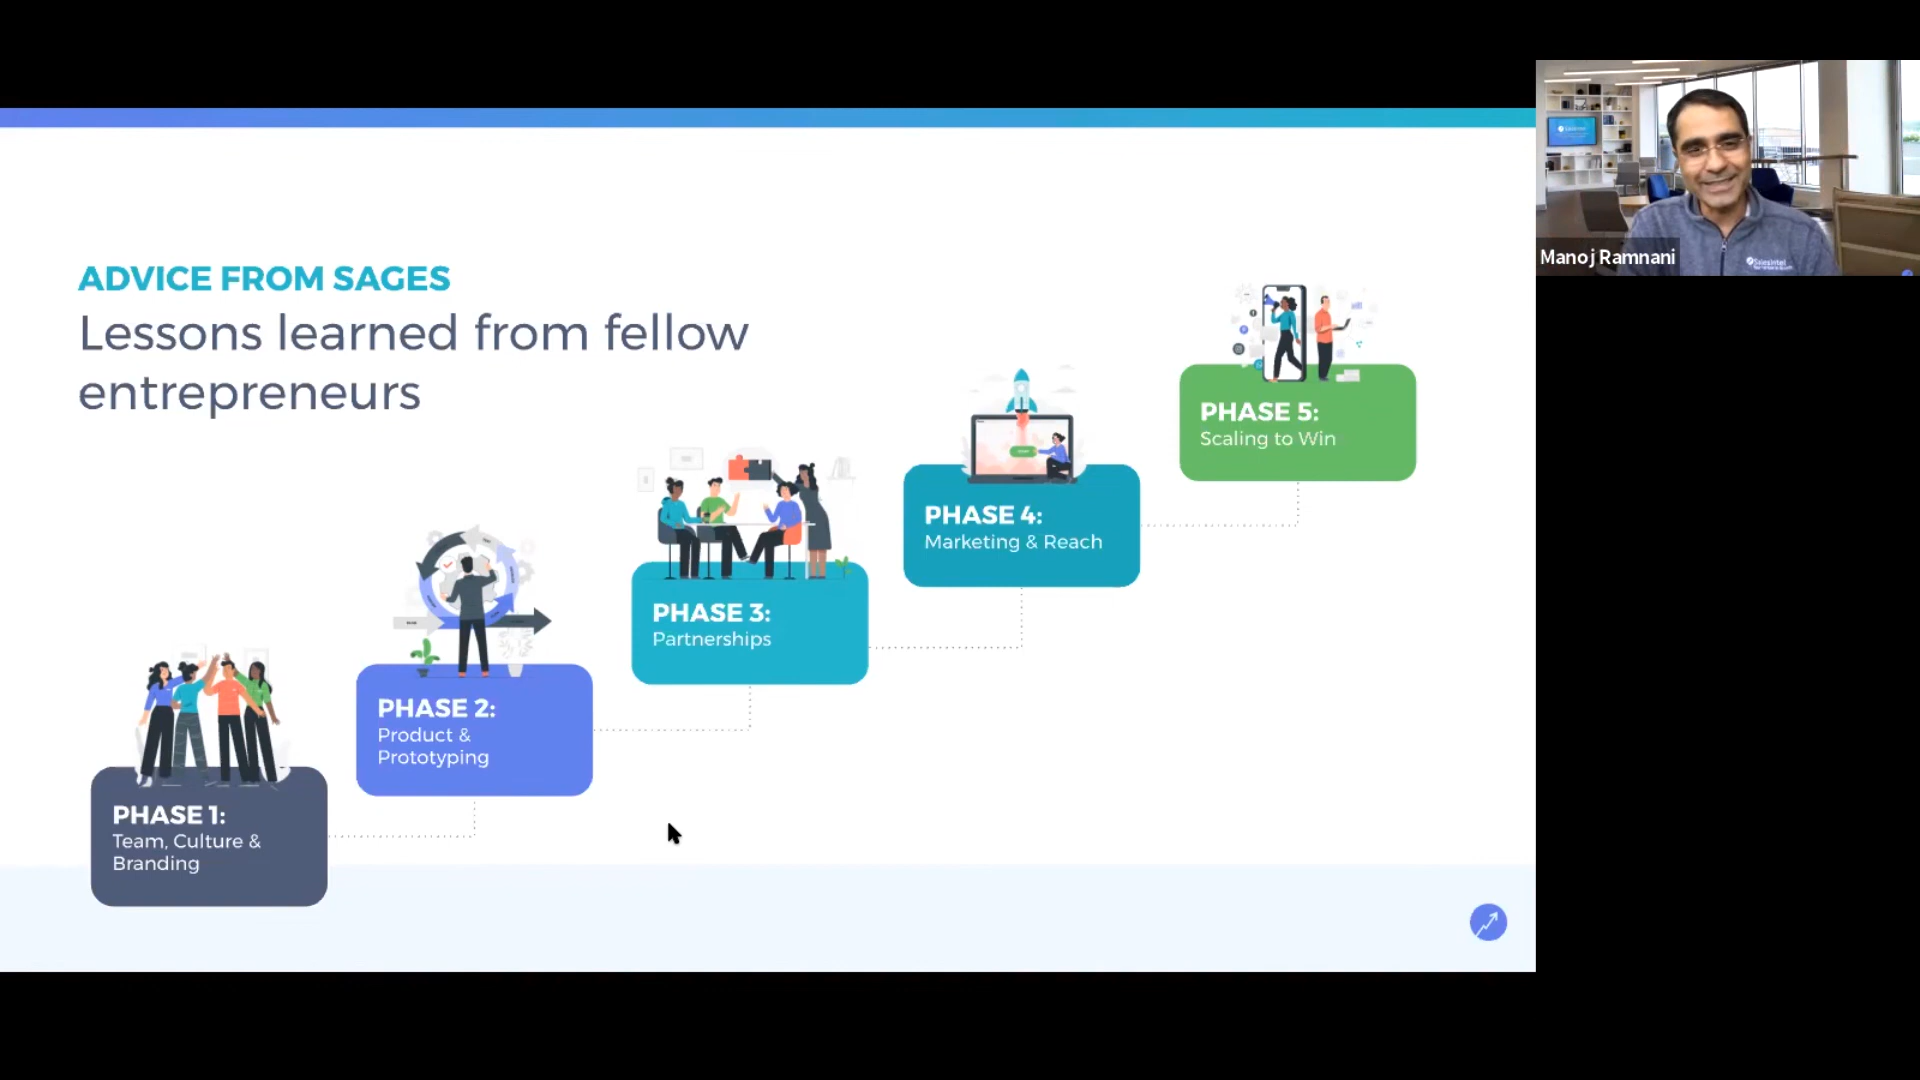 ADVICE FROM SAGES
Lessons learned from fellow
entrepreneurs
PHASE 1:
Team, Culture &
Branding
PHASE 2:
Product &
Prototyping
PHASE 3:
Partnerships
PHASE 4:
Marketing & Reach
PHASE 5:
Scaling to Win
Manoj Ramnani
SalesIntel